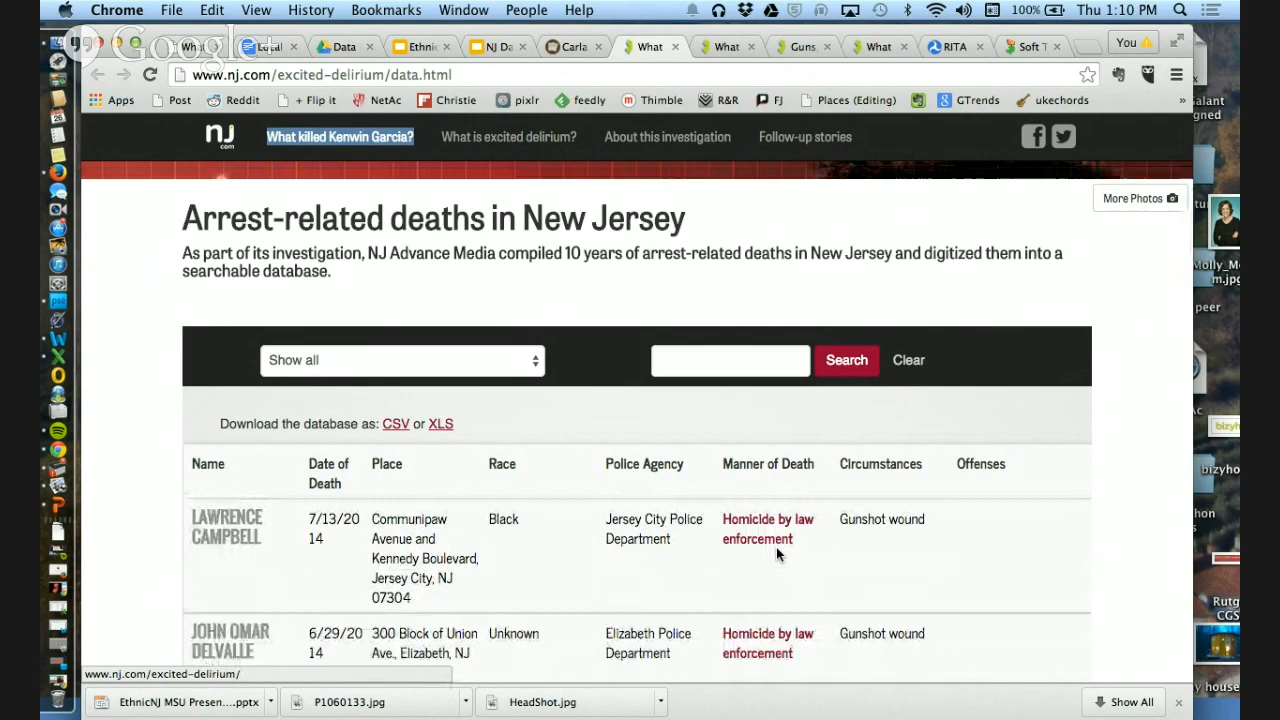 Chrome File Edit View History Bookmarks Window People Help 100% Thu 1:10 PM
Google+
Local Data Ethnic NJ Da Carla What What Guns, What RITA Soft T You
www.nj.com/excited-delirium/data.html
Apps Post Reddit + Flip it NetAc Christie pixlr feedly Thimble R&R FJ Places (Editing) GTrends ukechords »
nj.com What killed Kenwin Garcia? What is excited delirium? About this investigation Follow-up stories
More Photos
Arrest-related deaths in New Jersey
As part of its investigation, NJ Advance Media compiled 10 years of arrest-related deaths in New Jersey and digitized them into a
searchable database.
Show all Search Clear
Download the database as: CSV or XLS
Name Date of Death Place Race Police Agency Manner of Death Circumstances Offenses
LAWRENCE CAMPBELL 7/13/2014 Communipaw Avenue and Kennedy Boulevard, Jersey City, NJ 07304 Black Jersey City Police Department Homicide by law enforcement Gunshot wound
JOHN OMAR DELVALLE 6/29/2014 300 Block of Union Ave., Elizabeth, NJ Unknown Elizabeth Police Department Homicide by law enforcement Gunshot wound
www.nj.com/excited-delirium/
EthnicNJ MSU Presen....pptx P1060133.jpg HeadShot.jpg Show All